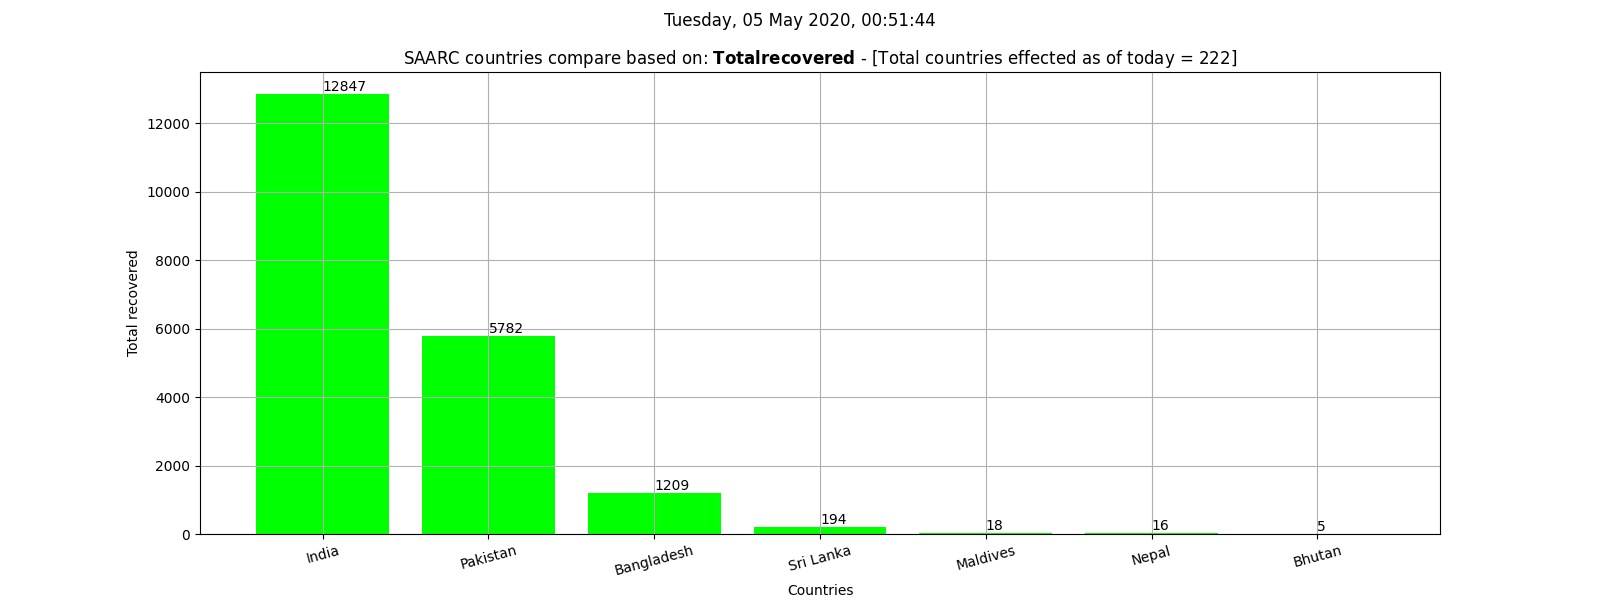 Tuesday, 05 May 2020, 00:51:44
SAARC countries compare based on: Totalrecovered - [Total countries effected as of today = 222]
Total recovered
12000
10000
8000
6000
4000
2000
0
12847
5782
1209
194
18
16
5
India
Pakistan
Bangladesh
Sri Lanka
Maldives
Nepal
Bhutan
Countries